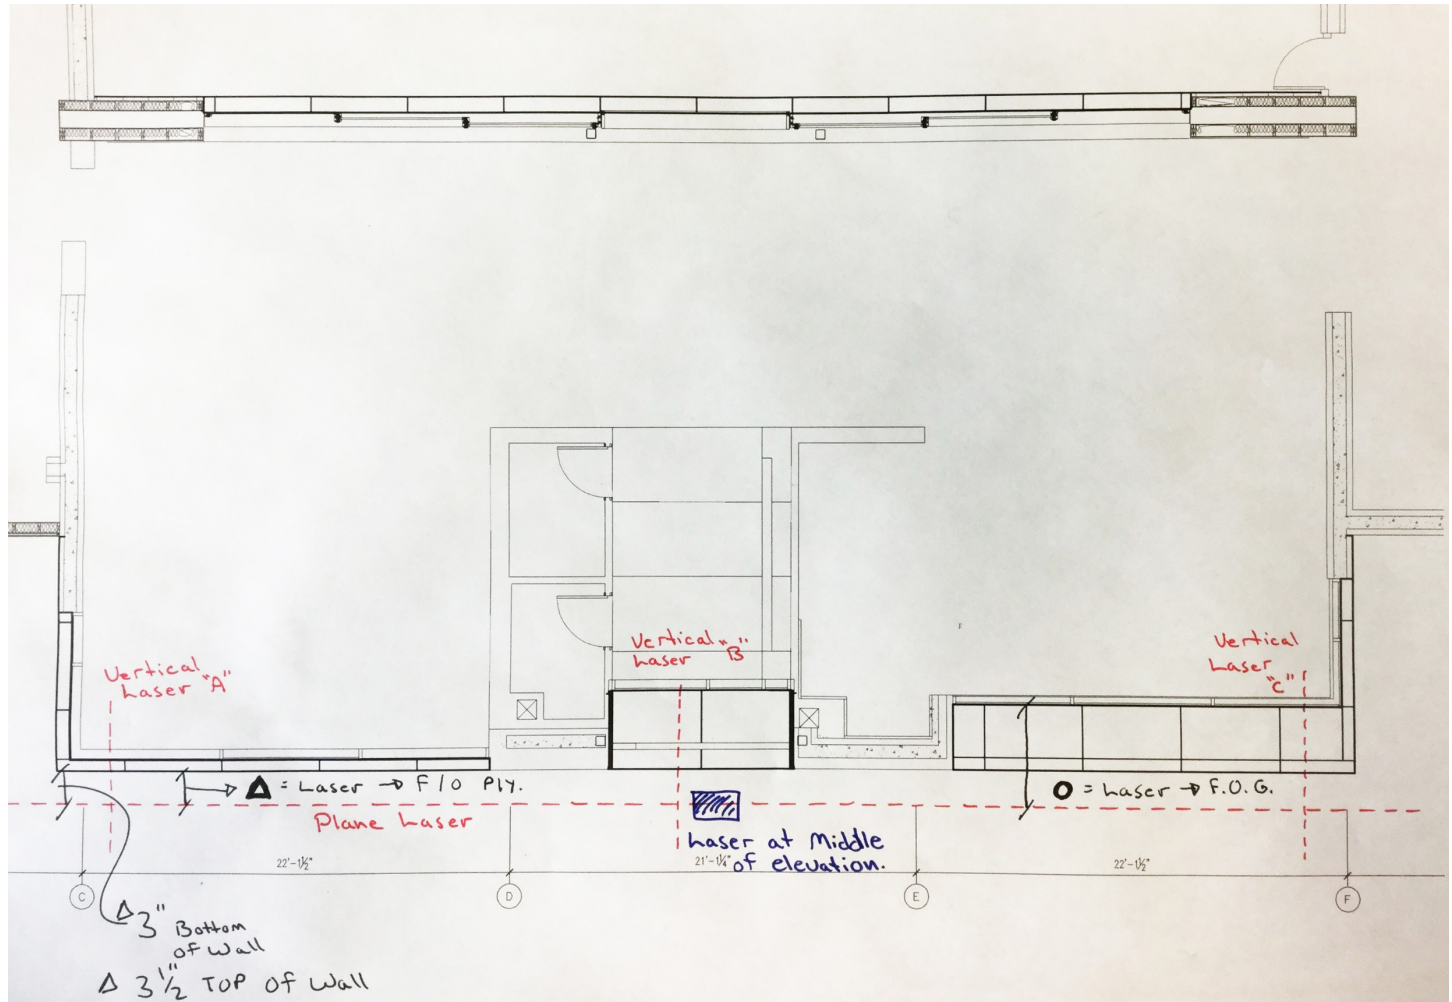 Vertical
Laser "B"
Vertical
Laser "A"
Vertical
Laser
"C"
Δ = Laser → F/O Ply.
O = Laser → F.O.G.
Plane Laser
Laser at Middle
of elevation.
22'-1½"
21'-1¼"
22'-1½"
C
D
E
F
Δ 3" Bottom
of Wall
Δ 3½" TOP of Wall